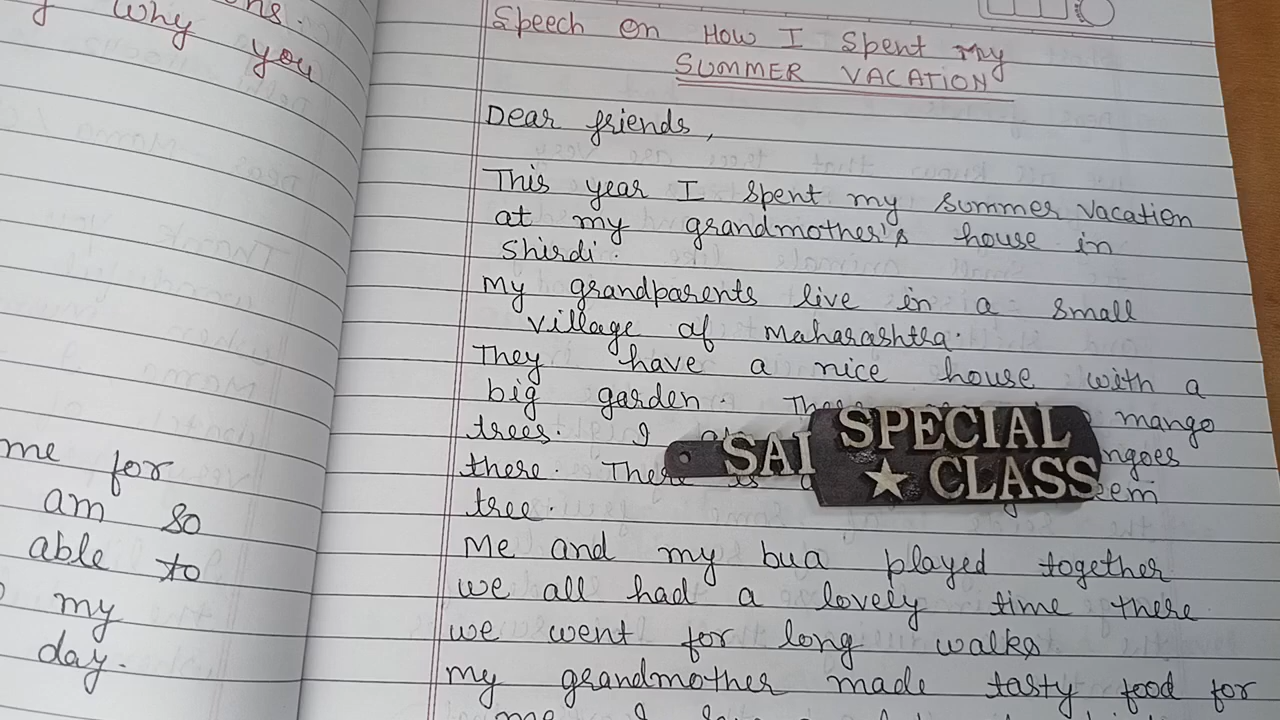 why you
me for
am so
able to
my
day.
Speech on How I Spent my
SUMMER VACATION
Dear friends,
This year I spent my summer vacation
at my grandmother's house in
Shirdi.
My grandparents live in a small
village of Maharashtra.
They have a nice house with a
big garden. mango
trees. I
there. There is
tree.
SAI SPECIAL
CLASS
Me and my bua played together
we all had a lovely time there
we went for long walks
my grandmother made tasty food for